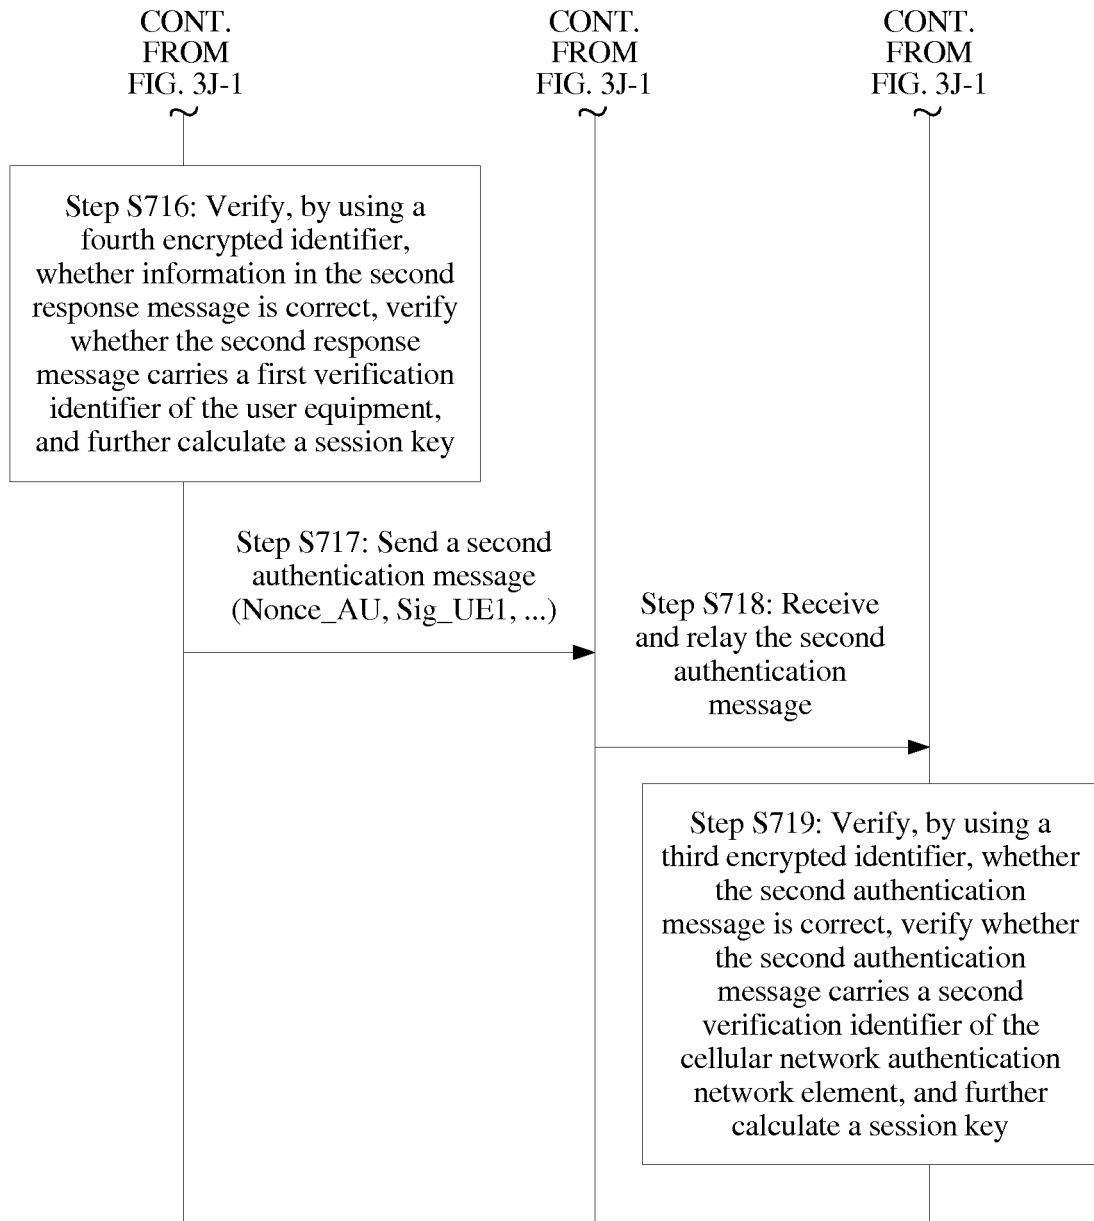 CONT.
FROM
FIG. 3J-1
CONT.
FROM
FIG. 3J-1
CONT.
FROM
FIG. 3J-1
Step S716: Verify, by using a
fourth encrypted identifier,
whether information in the second
response message is correct, verify
whether the second response
message carries a first verification
identifier of the user equipment,
and further calculate a session key
Step S717: Send a second
authentication message
(Nonce_AU, Sig_UE1, ...)
Step S718: Receive
and relay the second
authentication
message
Step S719: Verify, by using a
third encrypted identifier, whether
the second authentication
message is correct, verify whether
the second authentication
message carries a second
verification identifier of the
cellular network authentication
network element, and further
calculate a session key